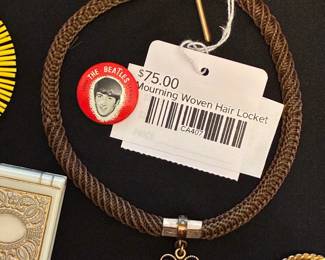 THE BEATLES
$75.00
Mourning Woven Hair Locket
CA407